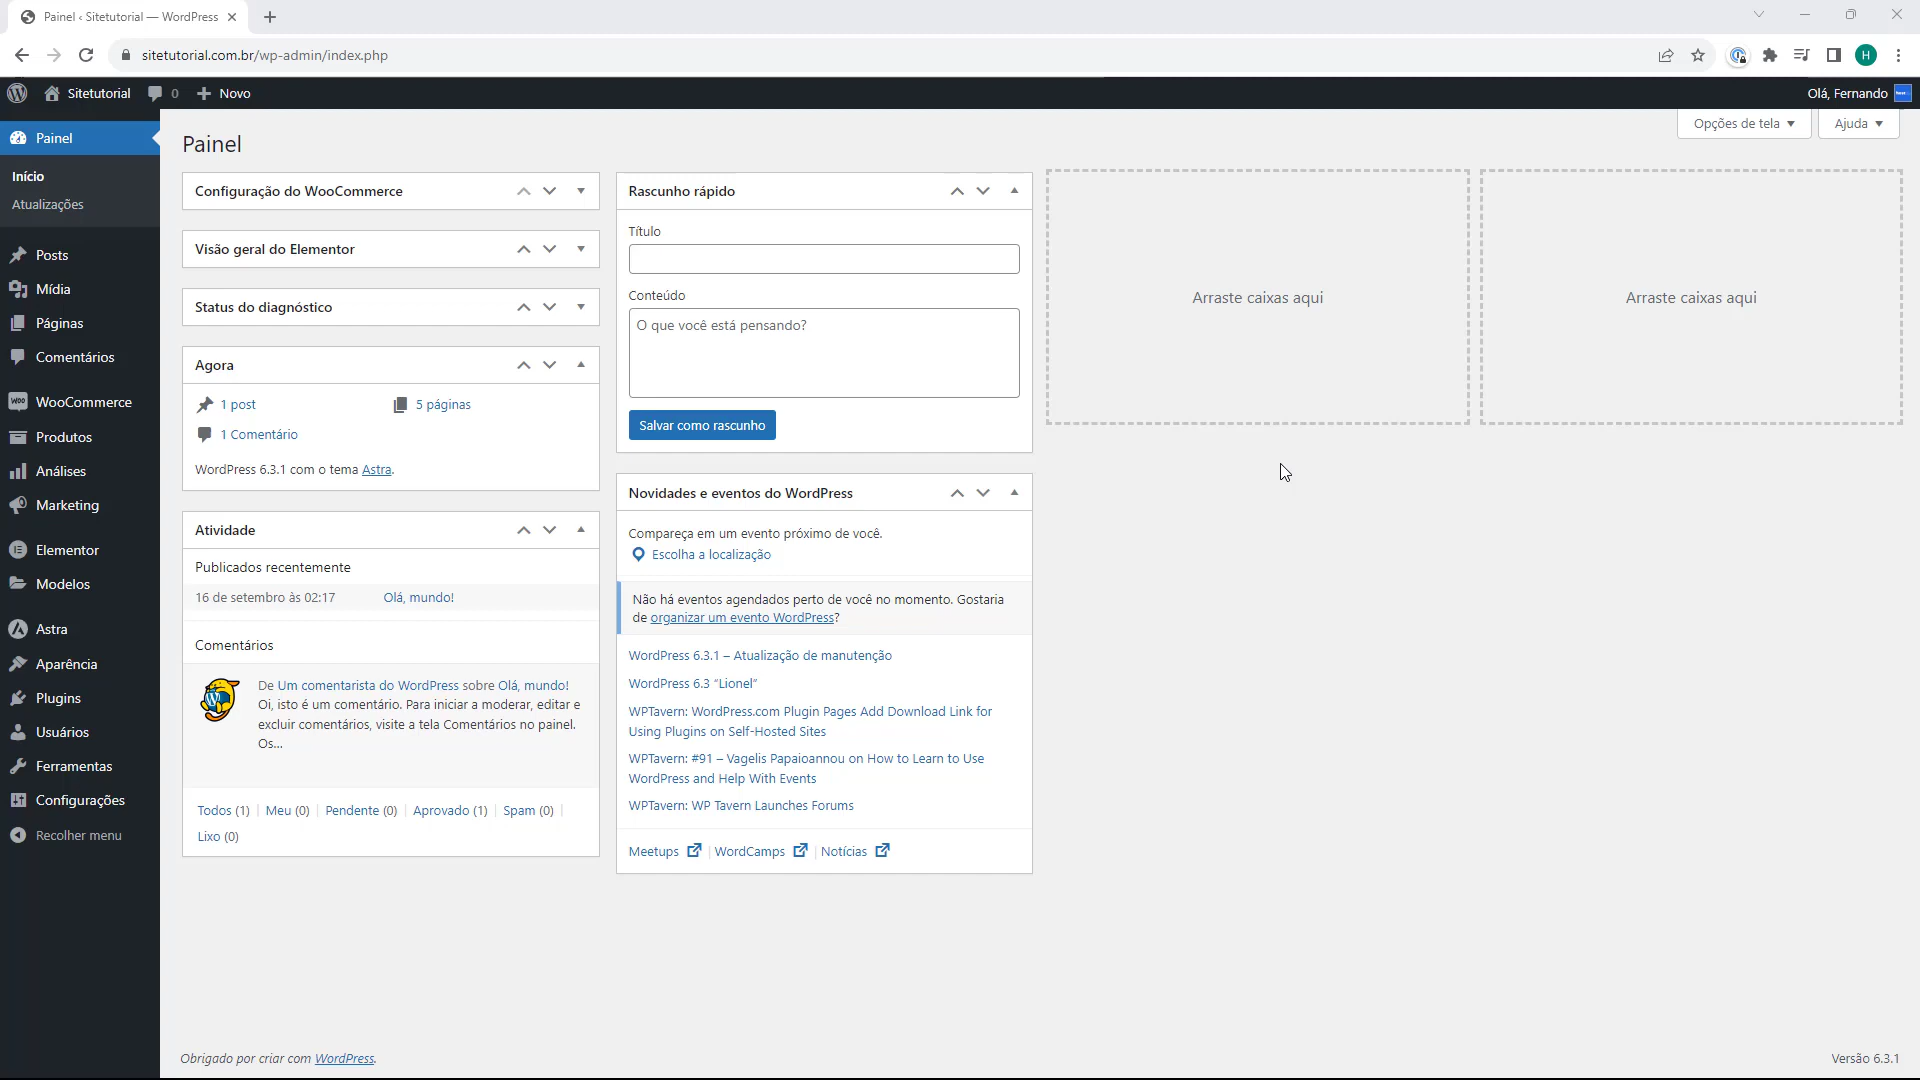 Painel ‹ Sitetutorial — WordPress
sitetutorial.com.br/wp-admin/index.php
H
Sitetutorial
0
Novo
Olá, Fernando
Painel
Início
Atualizações
Posts
Mídia
Páginas
Comentários
WooCommerce
Produtos
Análises
Marketing
Elementor
Modelos
Astra
Aparência
Plugins
Usuários
Ferramentas
Configurações
Recolher menu
Opções de tela
Ajuda
Painel
Configuração do WooCommerce
Visão geral do Elementor
Status do diagnóstico
Agora
1 post
5 páginas
1 Comentário
WordPress 6.3.1 com o tema Astra.
Atividade
Publicados recentemente
16 de setembro às 02:17 Olá, mundo!
Comentários
De Um comentarista do WordPress sobre Olá, mundo!
Oi, isto é um comentário. Para iniciar a moderar, editar e
excluir comentários, visite a tela Comentários no painel.
Os...
Todos (1) | Meu (0) | Pendente (0) | Aprovado (1) | Spam (0) |
Lixo (0)
Rascunho rápido
Título
Conteúdo
O que você está pensando?
Salvar como rascunho
Novidades e eventos do WordPress
Compareça em um evento próximo de você.
Escolha a localização
Não há eventos agendados perto de você no momento. Gostaria
de organizar um evento WordPress?
WordPress 6.3.1 – Atualização de manutenção
WordPress 6.3 “Lionel”
WPTavern: WordPress.com Plugin Pages Add Download Link for
Using Plugins on Self-Hosted Sites
WPTavern: #91 – Vagelis Papaioannou on How to Learn to Use
WordPress and Help With Events
WPTavern: WP Tavern Launches Forums
Meetups | WordCamps | Notícias
Arraste caixas aqui
Arraste caixas aqui
Obrigado por criar com WordPress.
Versão 6.3.1